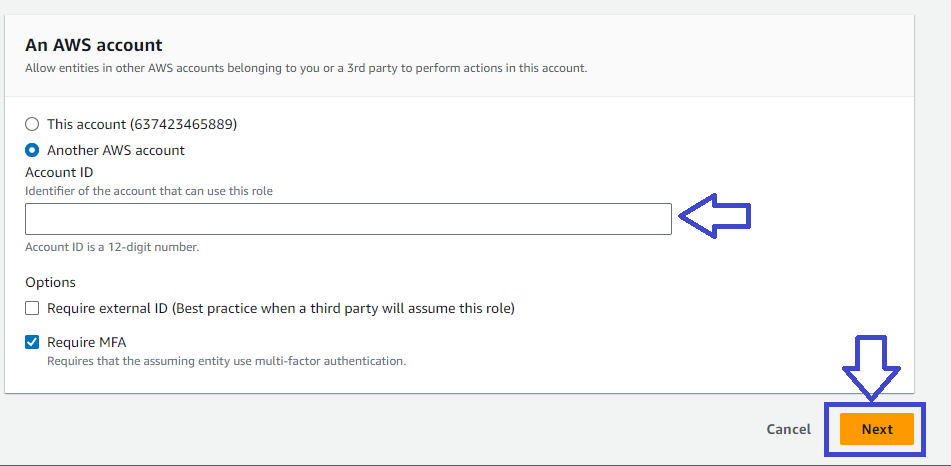 An AWS account
Allow entities in other AWS accounts belonging to you or a 3rd party to perform actions in this account.
This account (637423465889)
Another AWS account
Account ID
Identifier of the account that can use this role
Account ID is a 12-digit number.
Options
Require external ID (Best practice when a third party will assume this role)
Require MFA
Requires that the assuming entity use multi-factor authentication.
Cancel Next